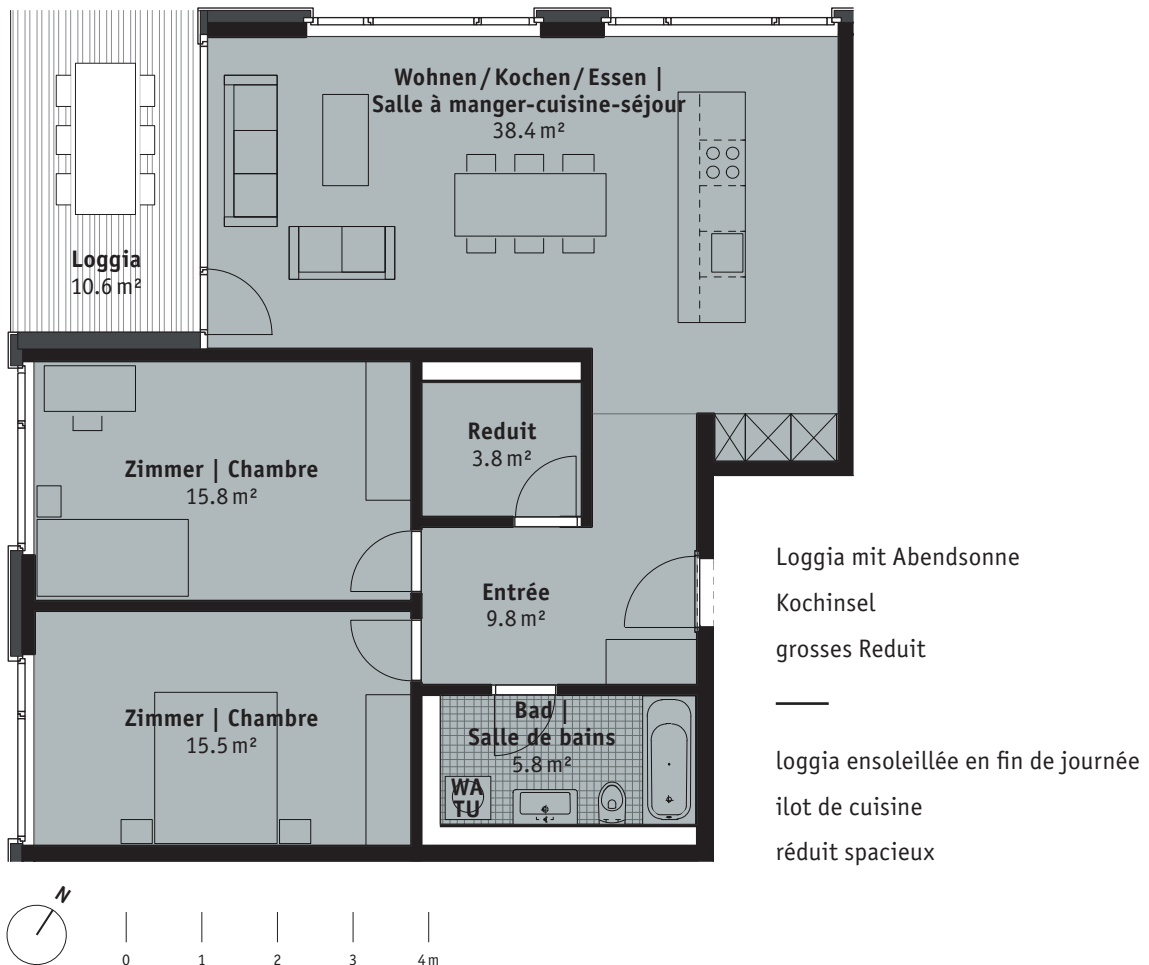 Wohnen / Kochen / Essen |
Salle à manger-cuisine-séjour
38.4 m²
Loggia
10.6 m²
Reduit
3.8 m²
Zimmer | Chambre
15.8 m²
Entrée
9.8 m²
Zimmer | Chambre
15.5 m²
Bad |
Salle de bains
5.8 m²
WA
TU
Loggia mit Abendsonne
Kochinsel
grosses Reduit
loggia ensoleillée en fin de journée
ilot de cuisine
réduit spacieux
N
0 1 2 3 4 m